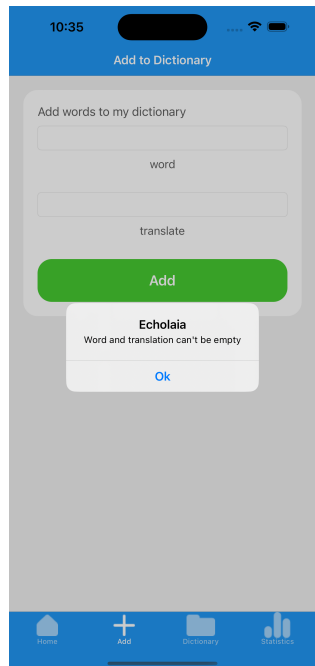 10:35
Add to Dictionary
Add words to my dictionary
word
translate
Add
Echolaia
Word and translation can't be empty
Ok
Home
Add
Dictionary
Statistics